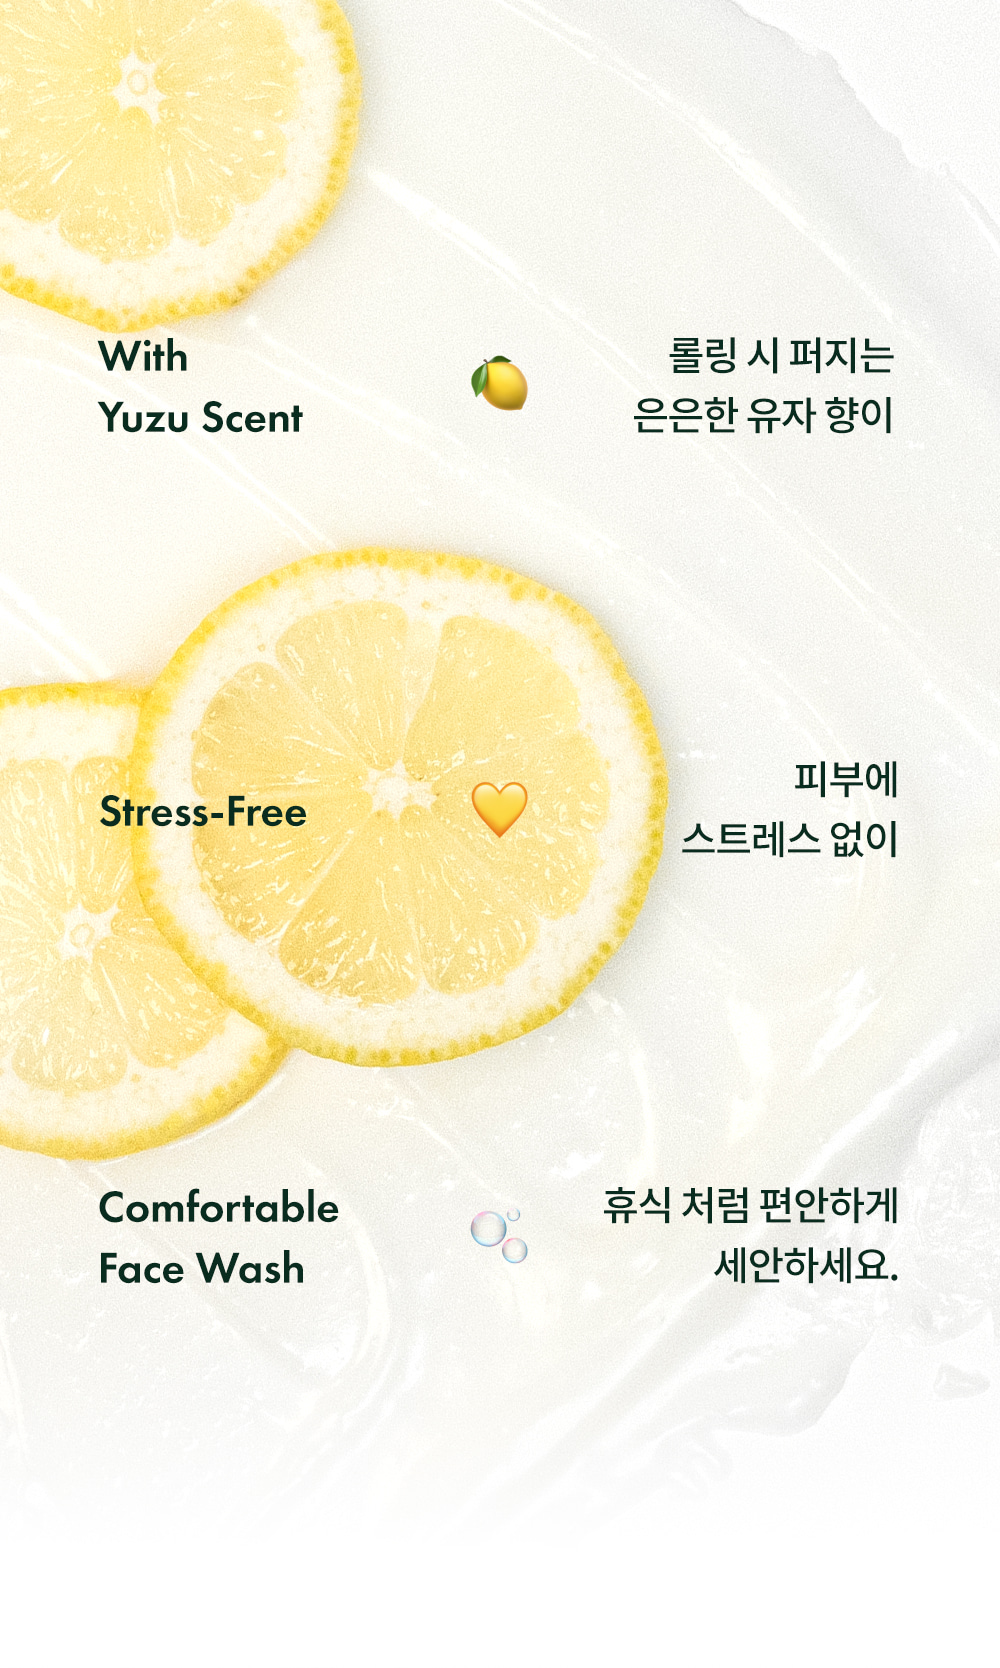 With
Yuzu Scent
🍋
롤링 시 퍼지는
은은한 유자 향이
Stress-Free
💛
피부에
스트레스 없이
Comfortable
Face Wash
🫧
휴식 처럼 편안하게
세안하세요.